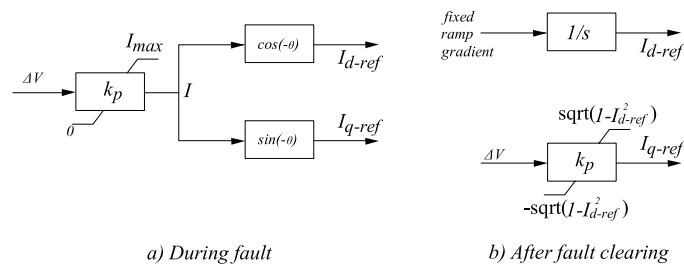 ΔV
k_p
I_max
0
I
cos(-θ)
I_d-ref
sin(-θ)
I_q-ref
a) During fault
fixed
ramp
gradient
1/s
I_d-ref
ΔV
k_p
sqrt(1-I²_d-ref)
-sqrt(1-I²_d-ref)
I_q-ref
b) After fault clearing